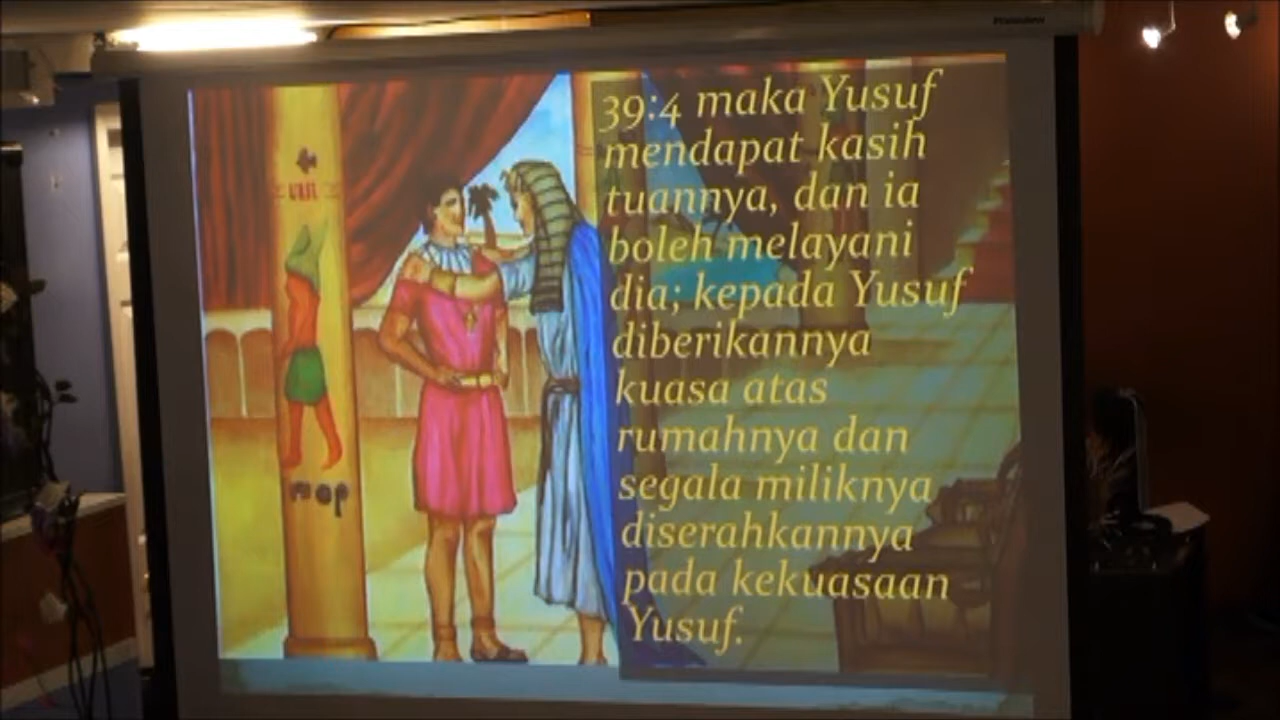 39:4 maka Yusuf
mendapat kasih
tuannya, dan ia
boleh melayani
dia; kepada Yusuf
diberikannya
kuasa atas
rumahnya dan
segala miliknya
diserahkannya
pada kekuasaan
Yusuf.